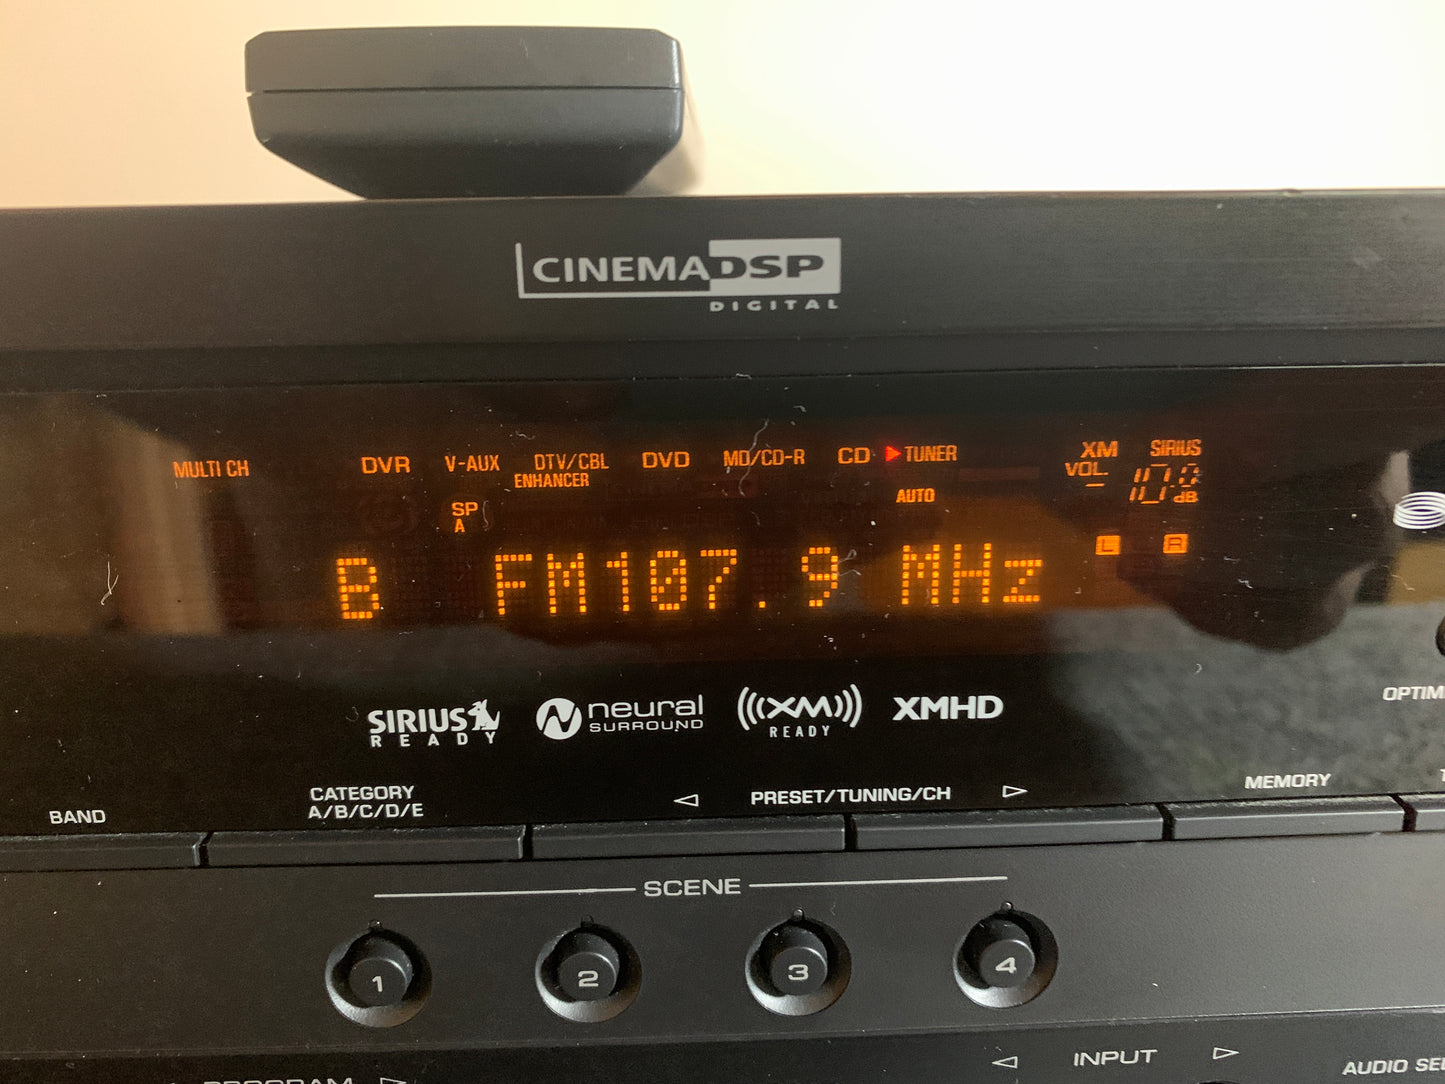 CINEMA DSP
DIGITAL
MULTI CH DVR V-AUX DTV/CBL DVD MD/CD-R CD TUNER XM SIRIUS
ENHANCER VOL
SP AUTO dB
A
L R
B FM107.9 MHz
SIRIUS READY
neural SURROUND
XM READY
XMHD
OPTIM
BAND
CATEGORY
A/B/C/D/E
PRESET/TUNING/CH
MEMORY
SCENE
1 2 3 4
PROGRAM
INPUT
AUDIO SEL